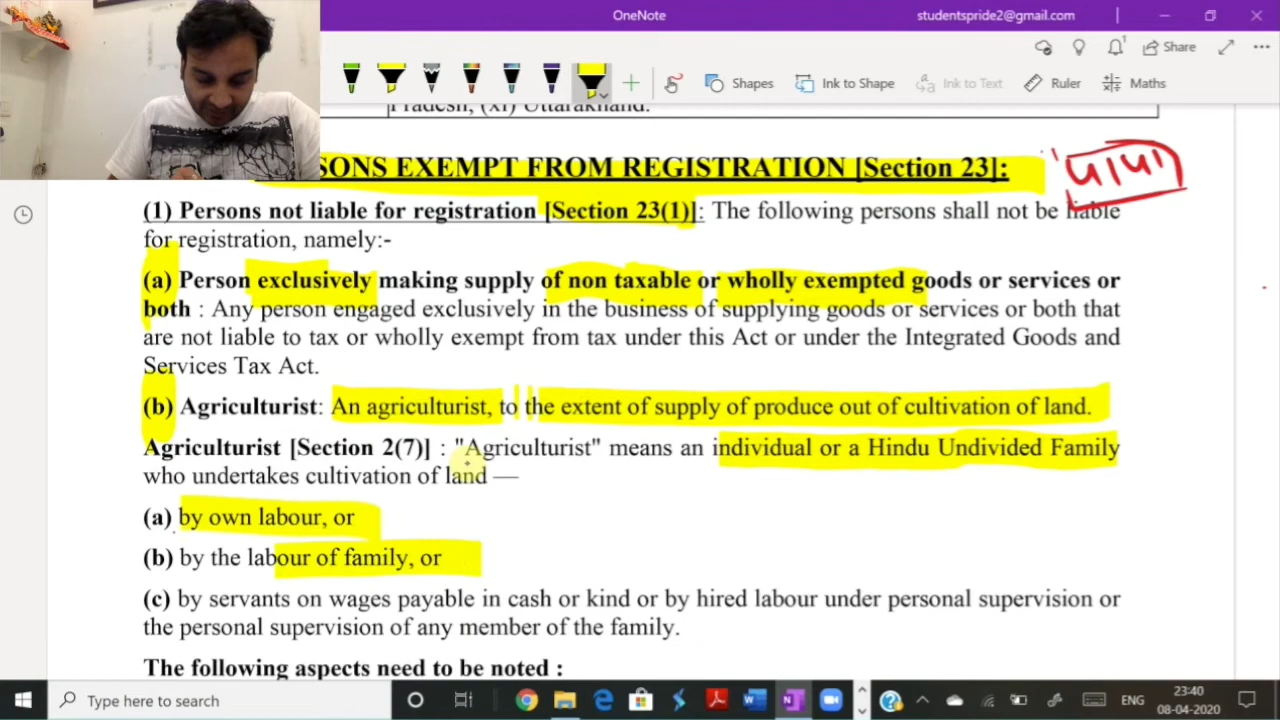 OneNote
studentspride2@gmail.com
Share
Shapes
Ink to Shape
Ink to Text
Ruler
Maths
Pradesh, (xi) Uttarakhand.
SONS EXEMPT FROM REGISTRATION [Section 23]:
(1) Persons not liable for registration [Section 23(1)]: The following persons shall not be liable
for registration, namely:-
(a) Person exclusively making supply of non taxable or wholly exempted goods or services or
both : Any person engaged exclusively in the business of supplying goods or services or both that
are not liable to tax or wholly exempt from tax under this Act or under the Integrated Goods and
Services Tax Act.
(b) Agriculturist: An agriculturist, to the extent of supply of produce out of cultivation of land.
Agriculturist [Section 2(7)] : "Agriculturist" means an individual or a Hindu Undivided Family
who undertakes cultivation of land —
(a) by own labour, or
(b) by the labour of family, or
(c) by servants on wages payable in cash or kind or by hired labour under personal supervision or
the personal supervision of any member of the family.
The following aspects need to be noted :
Type here to search
ENG
23:40
08-04-2020